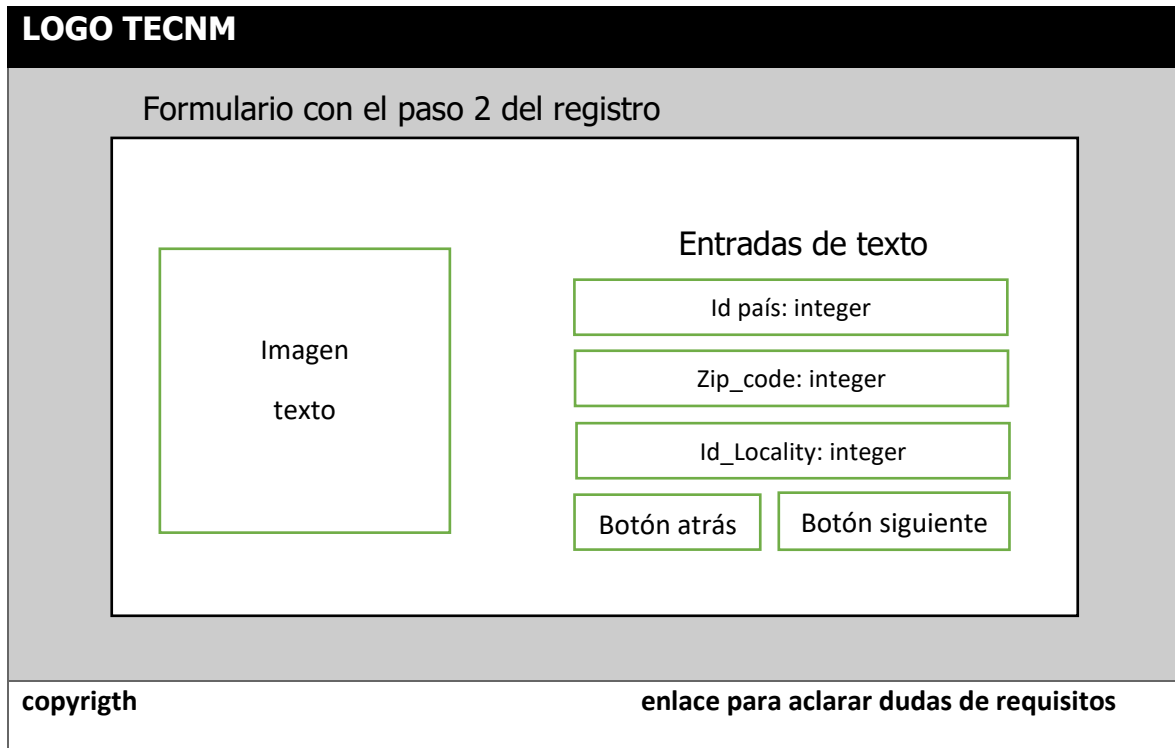 LOGO TECNM
Formulario con el paso 2 del registro
Imagen
texto
Entradas de texto
Id país: integer
Zip_code: integer
Id_Locality: integer
Botón atrás
Botón siguiente
copyrigth
enlace para aclarar dudas de requisitos